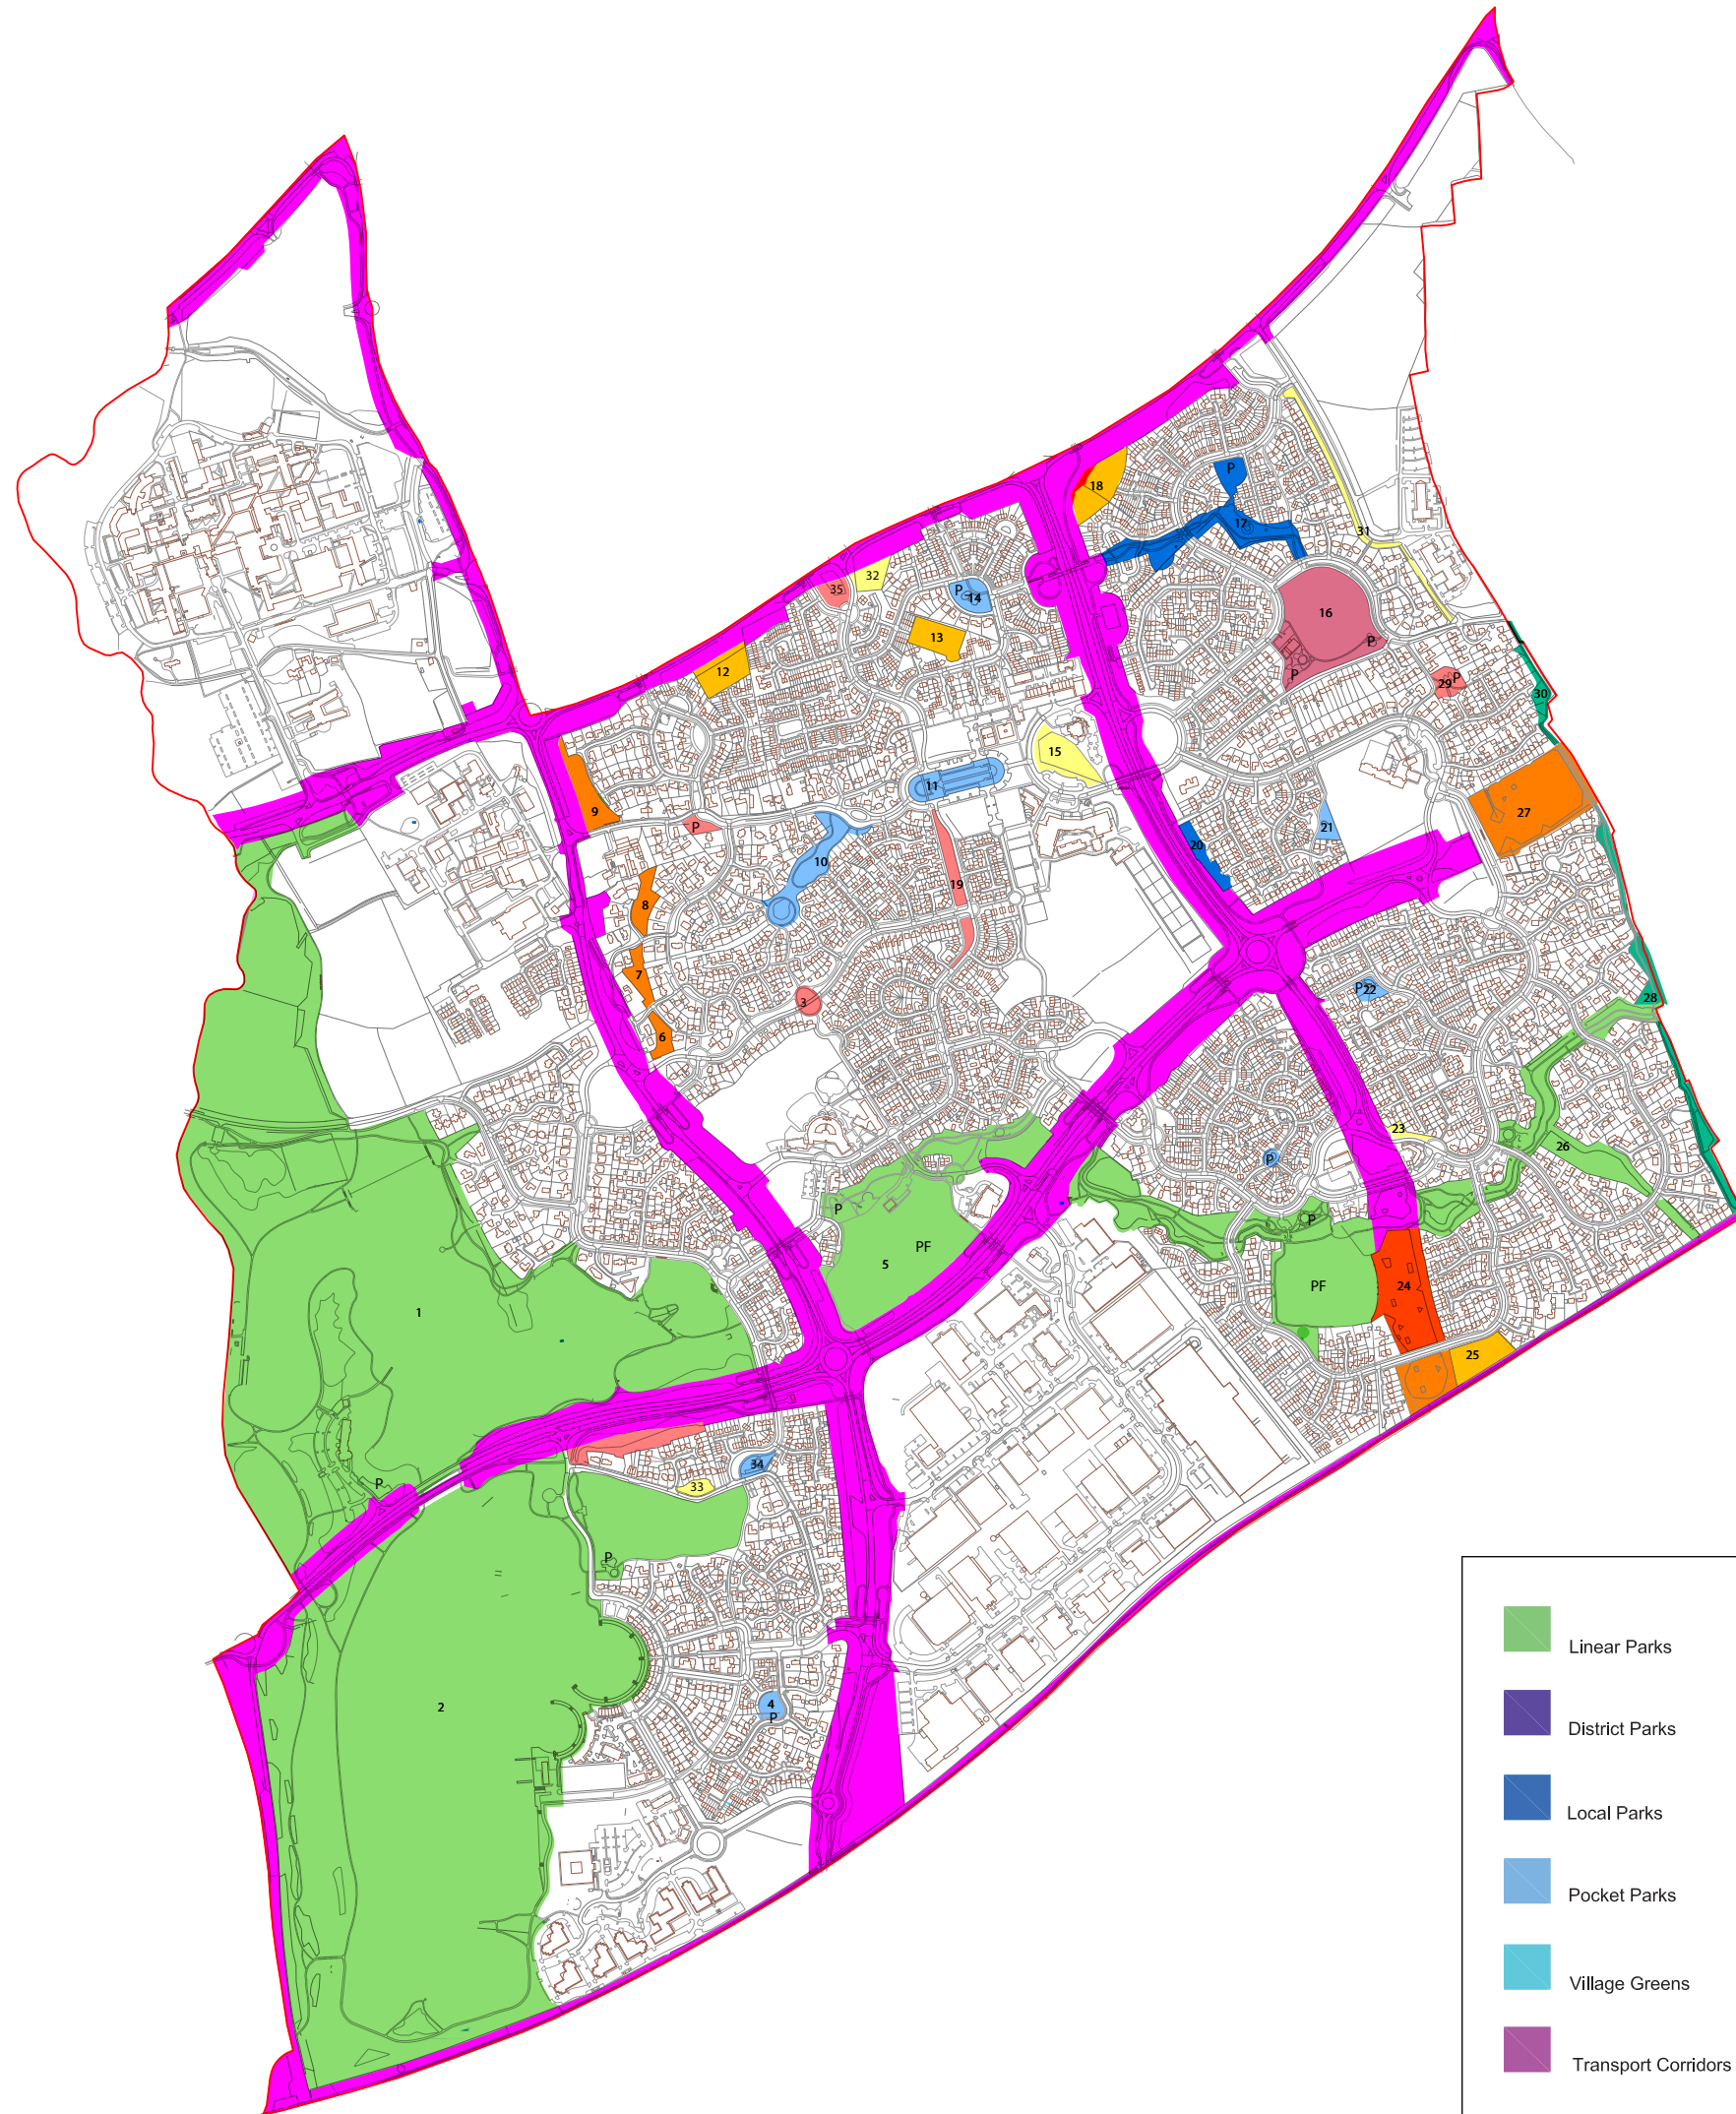 P
18
17
31
35
32
P
14
13
16
P
12
P
29
P
30
15
11
9
P
27
21
10
20
19
8
7
P
22
3
28
6
23
26
P
P
P
PF
5
1
PF
24
25
34
33
P
P
2
4
P
Linear Parks
District Parks
Local Parks
Pocket Parks
Village Greens
Transport Corridors